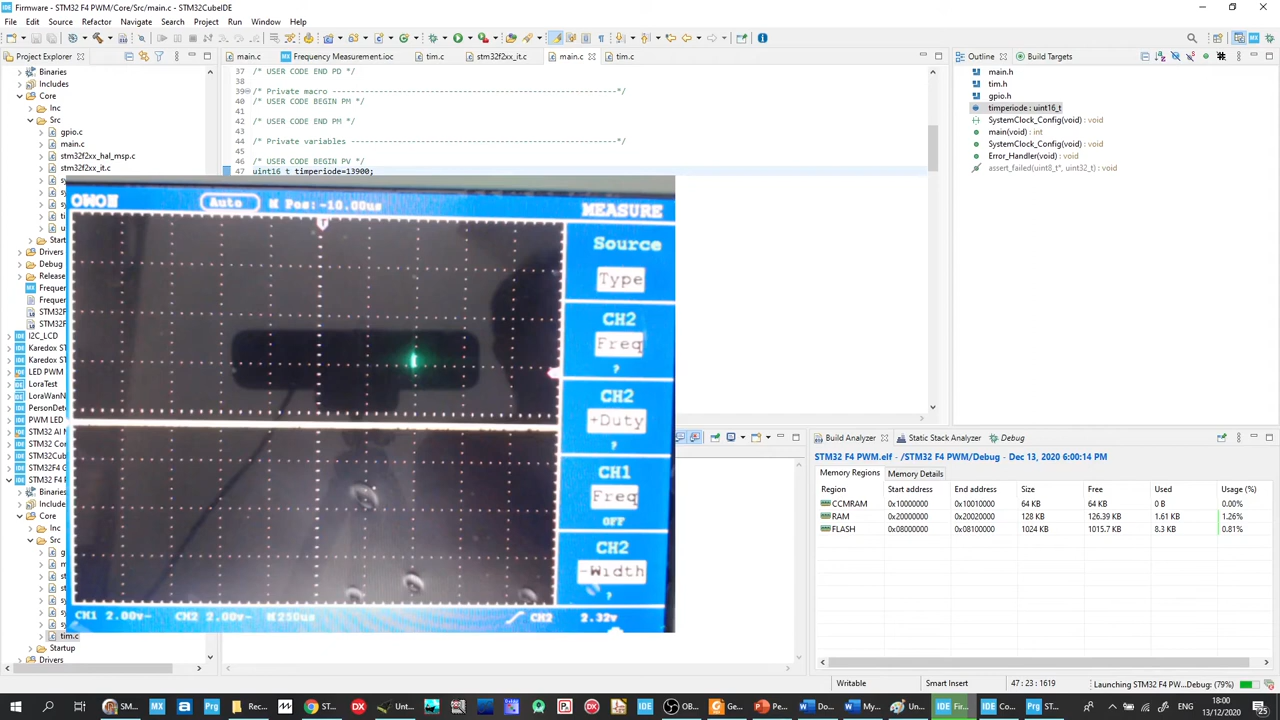 Firmware - STM32 F4 PWM/Core/Src/main.c - STM32CubeIDE
File Edit Source Refactor Navigate Search Project Run Window Help
Project Explorer
main.c
Frequency Measurement.ioc
tim.c
stm32f2xx_it.c
main.c
tim.c
Outline
Build Targets
Binaries
Includes
Core
Inc
Src
gpio.c
main.c
stm32f2xx_hal_msp.c
stm32f2xx_it.c
Drivers
Debug
Release
I2C_LCD
LED PWM
LoraTest
PWM LED
Binaries
Core
Inc
Src
tim.c
Startup
Drivers
37 /* USER CODE END PD */
38
39 /* Private macro -------------------------------------------------------------*/
40 /* USER CODE BEGIN PM */
41
42 /* USER CODE END PM */
43
44 /* Private variables ---------------------------------------------------------*/
45
46 /* USER CODE BEGIN PV */
47 uint16_t timperiode=13900;
main.h
tim.h
gpio.h
timperiode : uint16_t
SystemClock_Config(void) : void
main(void) : int
SystemClock_Config(void) : void
Error_Handler(void) : void
assert_failed(uint8_t*, uint32_t) : void
OWON Auto M Pos:-10.00us MEASURE
Source
Type
CH2
Freq
?
CH2
+Duty
?
CH1
Freq
OFF
CH2
-Width
?
CH1 2.00v~ CH2 2.00v~ M250us CH2 2.32v
Build Analyzer
Static Stack Analyzer
Debug
STM32 F4 PWM.elf - /STM32 F4 PWM/Debug - Dec 13, 2020 6:00:14 PM
Memory Regions Memory Details
Region Start address End address Size Free Used Usage (%)
CCMRAM 0x10000000 0x10010000 64 KB 64 KB 0 B 0.00%
RAM 0x20000000 0x20020000 128 KB 126.39 KB 1.61 KB 1.26%
FLASH 0x08000000 0x08100000 1024 KB 1015.7 KB 8.3 KB 0.81%
Writable Smart Insert 47 : 23 : 1619 Launching STM32 F4 PWM...Debug: (79%)
18:00
13/12/2020